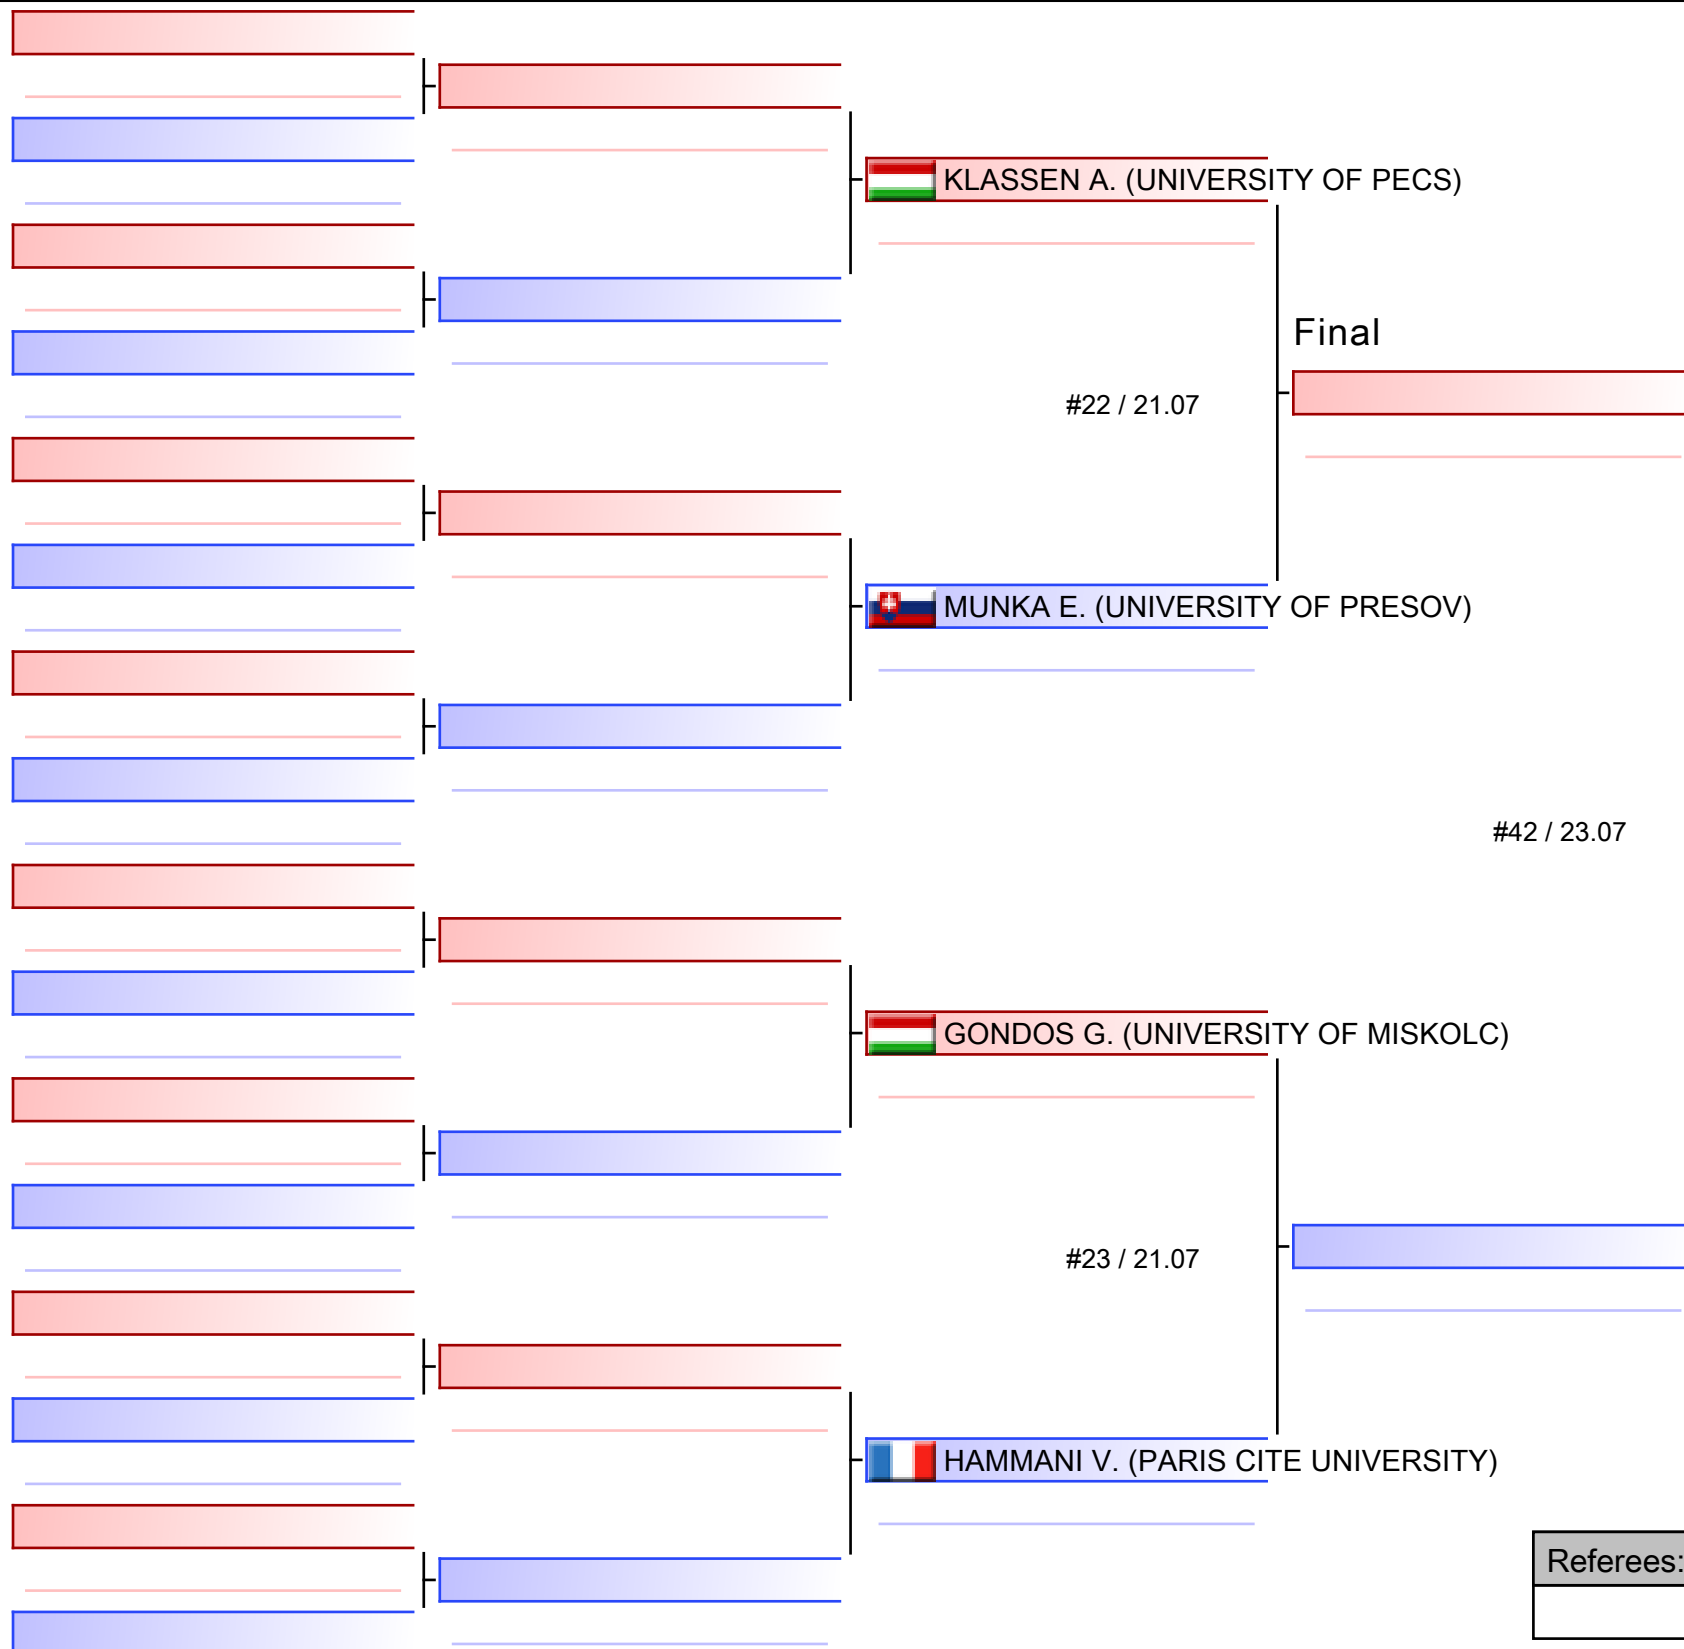 KLASSEN A. (UNIVERSITY OF PECS)
Final
#22 / 21.07
MUNKA E. (UNIVERSITY OF PRESOV)
#42 / 23.07
GONDOS G. (UNIVERSITY OF MISKOLC)
#23 / 21.07
HAMMANI V. (PARIS CITE UNIVERSITY)
Referees: